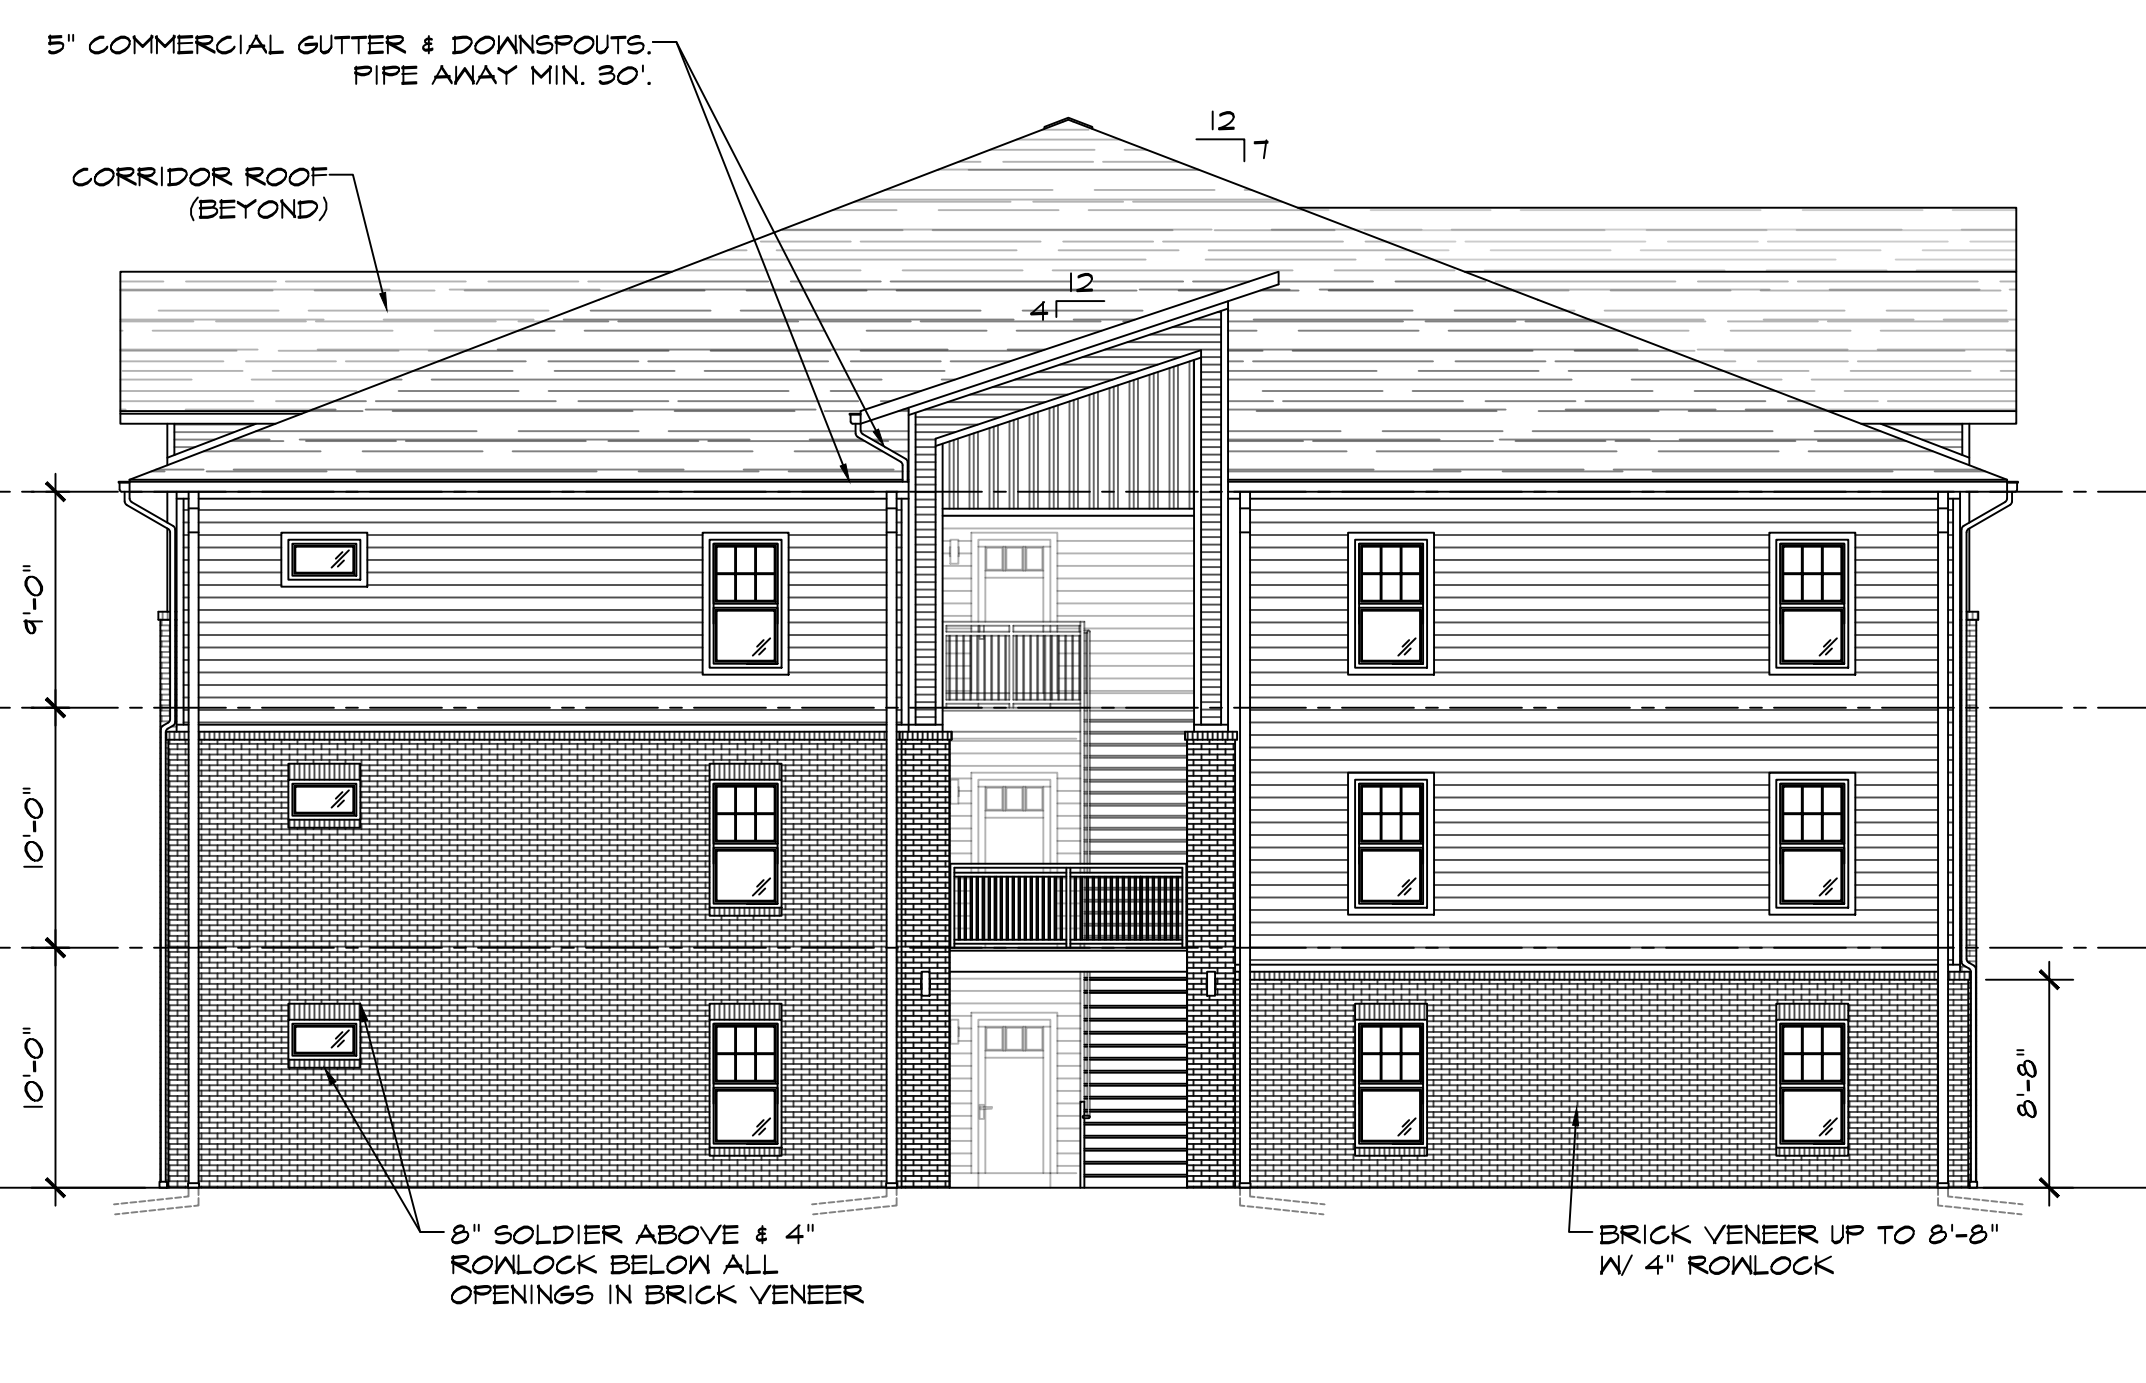 5" COMMERCIAL GUTTER & DOWNSPOUTS.
PIPE AWAY MIN. 30'.
12
7
CORRIDOR ROOF
(BEYOND)
12
4
9'-0"
10'-0"
10'-0"
8'-8"
8" SOLDIER ABOVE & 4"
ROWLOCK BELOW ALL
OPENINGS IN BRICK VENEER
BRICK VENEER UP TO 8'-8"
W/ 4" ROWLOCK